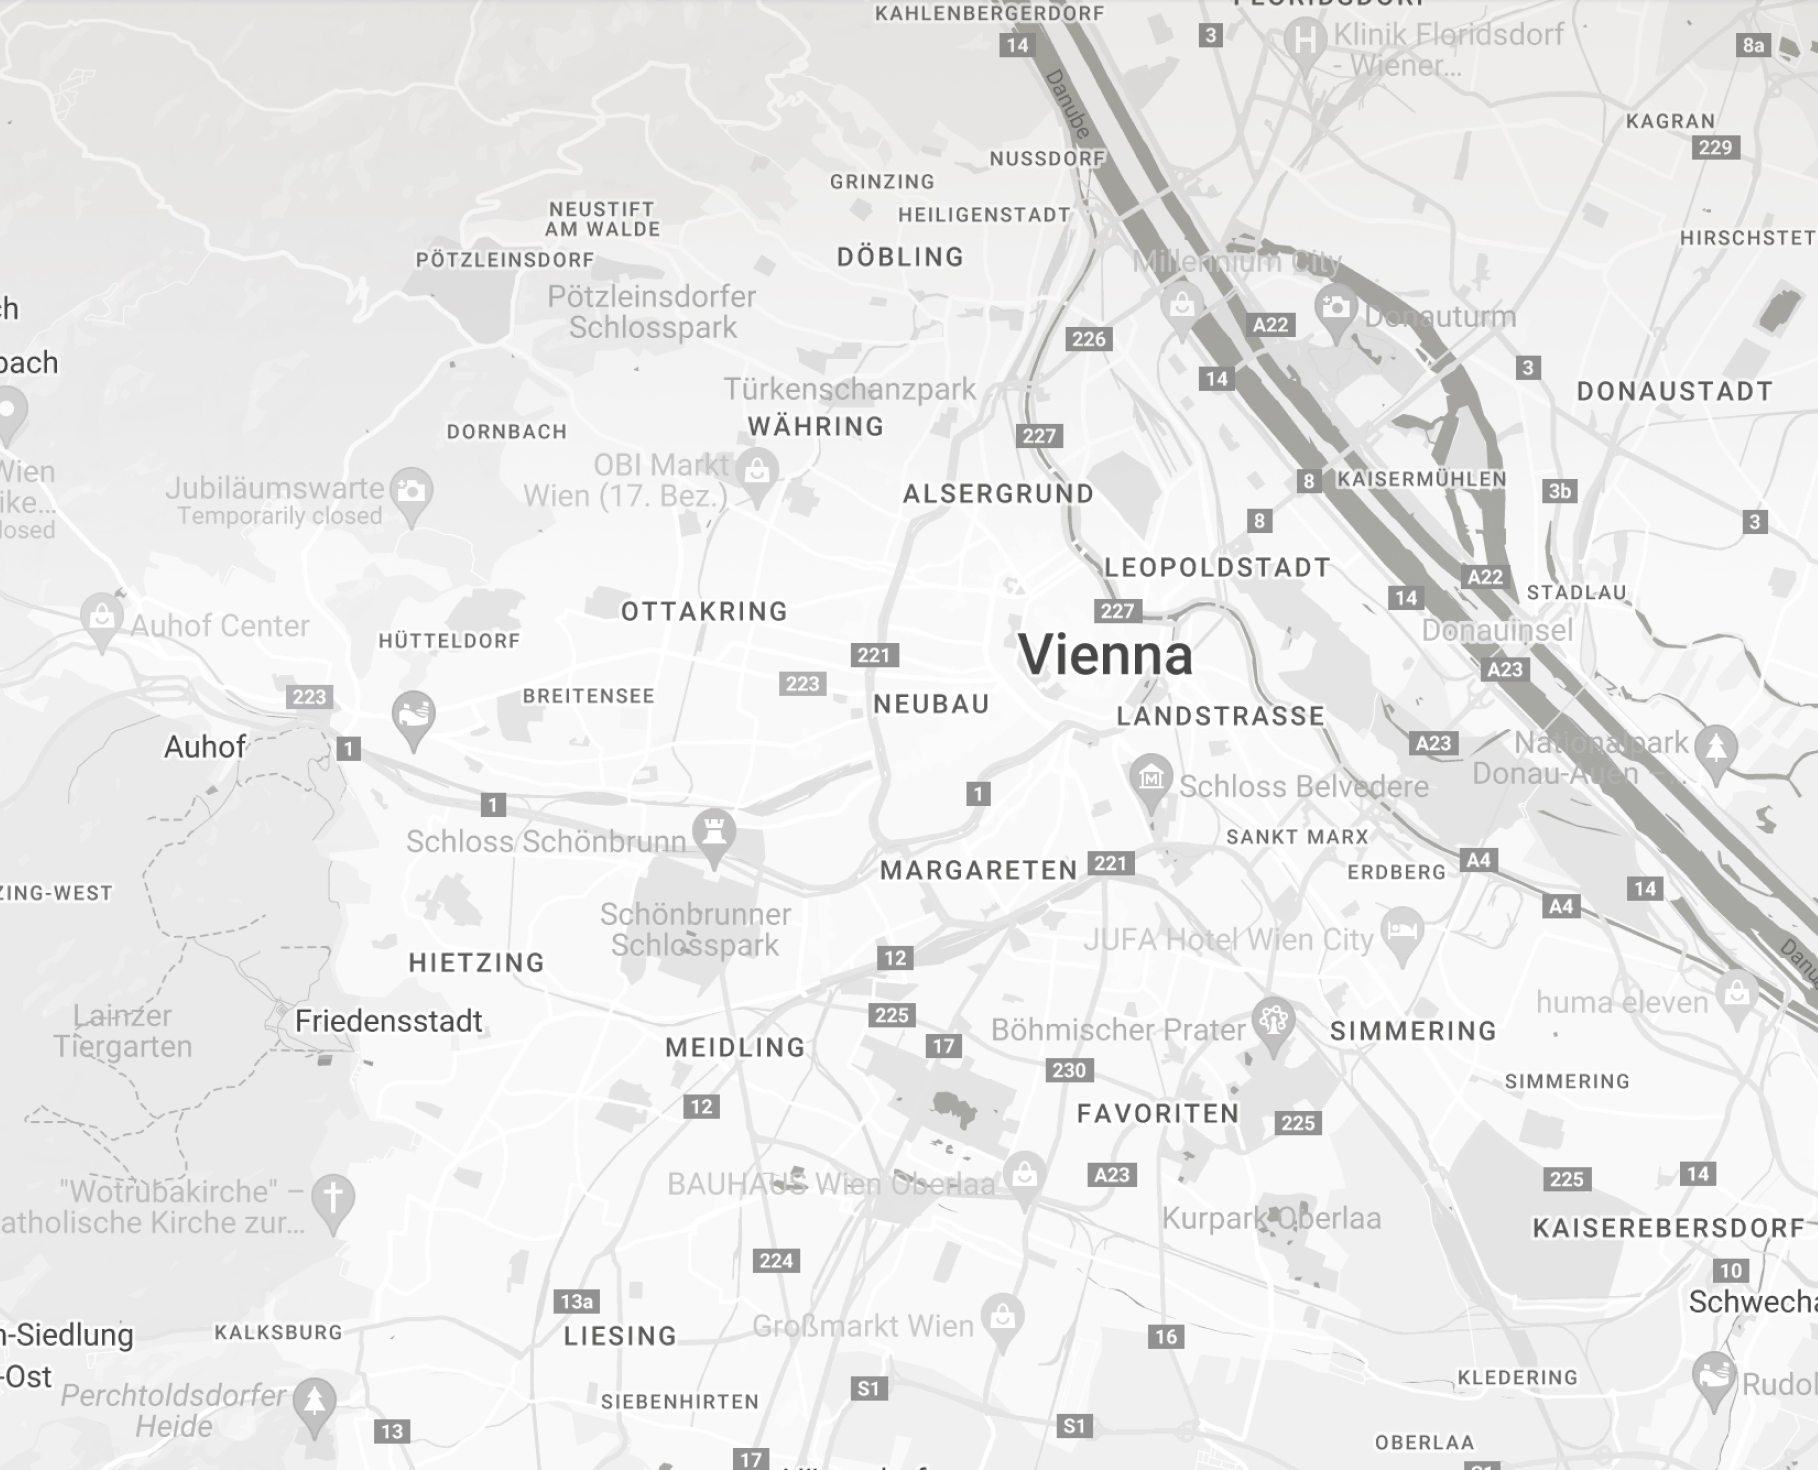 KAHLENBERGERDORF
14
3
Klinik Floridsdorf
- Wiener...
8a
Danube
KAGRAN
229
NUSSDORF
GRINZING
HEILIGENSTADT
NEUSTIFT
AM WALDE
DÖBLING
PÖTZLEINSDORF
HIRSCHSTET
Millennium City
Pötzleinsdorfer
Schlosspark
ch
A22
Donauturm
226
bach
3
14
Türkenschanzpark
DONAUSTADT
WÄHRING
DORNBACH
227
OBI Markt
Wien (17. Bez.)
Wien
ike...
losed
Jubiläumswarte
Temporarily closed
ALSERGRUND
8
KAISERMÜHLEN
3b
8
3
LEOPOLDSTADT
A22
STADLAU
14
OTTAKRING
227
Auhof Center
HÜTTELDORF
Donauinsel
Vienna
221
A23
223
223
BREITENSEE
NEUBAU
LANDSTRASSE
Auhof
1
A23
Nationalpark
Donau-Auen –...
Schloss Belvedere
1
1
Schloss Schönbrunn
SANKT MARX
MARGARETEN
221
A4
ERDBERG
ZING-WEST
14
A4
Schönbrunner
Schlosspark
JUFA Hotel Wien City
HIETZING
12
Danu
huma eleven
Lainzer
Tiergarten
Friedensstadt
225
Böhmischer Prater
SIMMERING
MEIDLING
17
230
SIMMERING
12
FAVORITEN
225
BAUHAUS Wien Oberlaa
A23
225
14
"Wotrubakirche" –
atholische Kirche zur...
Kurpark Oberlaa
KAISEREBERSDORF
224
10
13a
Schwecha
Großmarkt Wien
n-Siedlung
KALKSBURG
LIESING
16
-Ost
KLEDERING
Perchtoldsdorfer
Heide
S1
Rudol
SIEBENHIRTEN
13
S1
OBERLAA
17